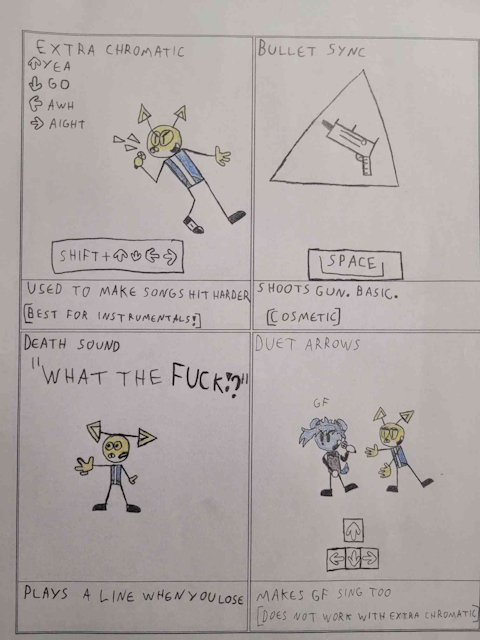 EXTRA CHROMATIC
⇧ YEA
⇩ GO
⇦ AWH
⇨ AIGHT
SHIFT + ⇧⇩⇦⇨
USED TO MAKE SONGS HIT HARDER
[BEST FOR INSTRUMENTALS!]
BULLET SYNC
SPACE
SHOOTS GUN. BASIC.
[COSMETIC]
DEATH SOUND
"WHAT THE FUCK!?"
PLAYS A LINE WHEN YOU LOSE
DUET ARROWS
GF
⇧
⇦⇩⇨
MAKES GF SING TOO
[DOES NOT WORK WITH EXTRA CHROMATIC]